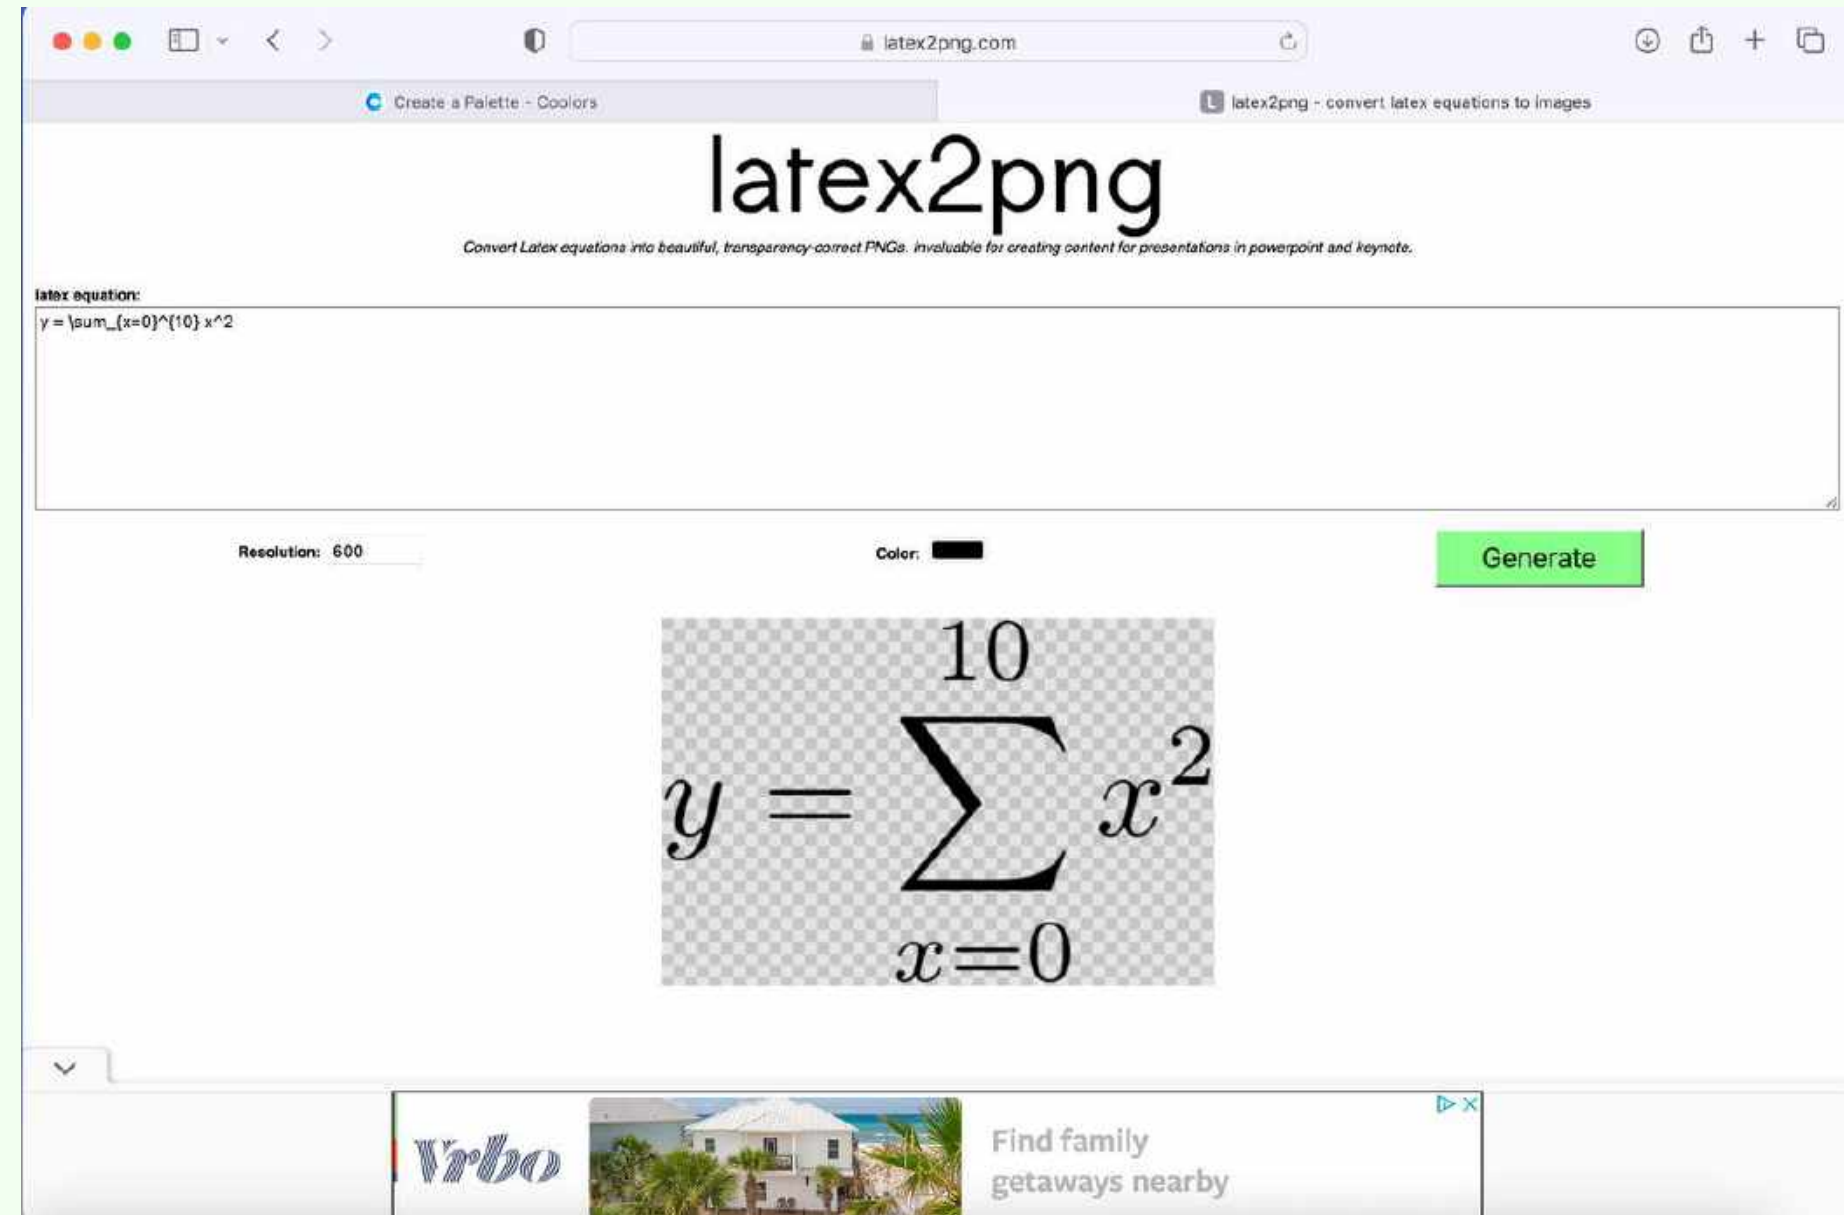 latex2png.com
Create a Palette - Coolors
L latex2png - convert latex equations to images
latex2png
Convert Latex equations into beautiful, transparency-correct PNGs. invaluable for creating content for presentations in powerpoint and keynote.
latex equation:
y = \sum_{x=0}^{10} x^2
Resolution: 600
Color:
Generate
10
y = ∑ x²
x=0
Vrbo
Find family
getaways nearby